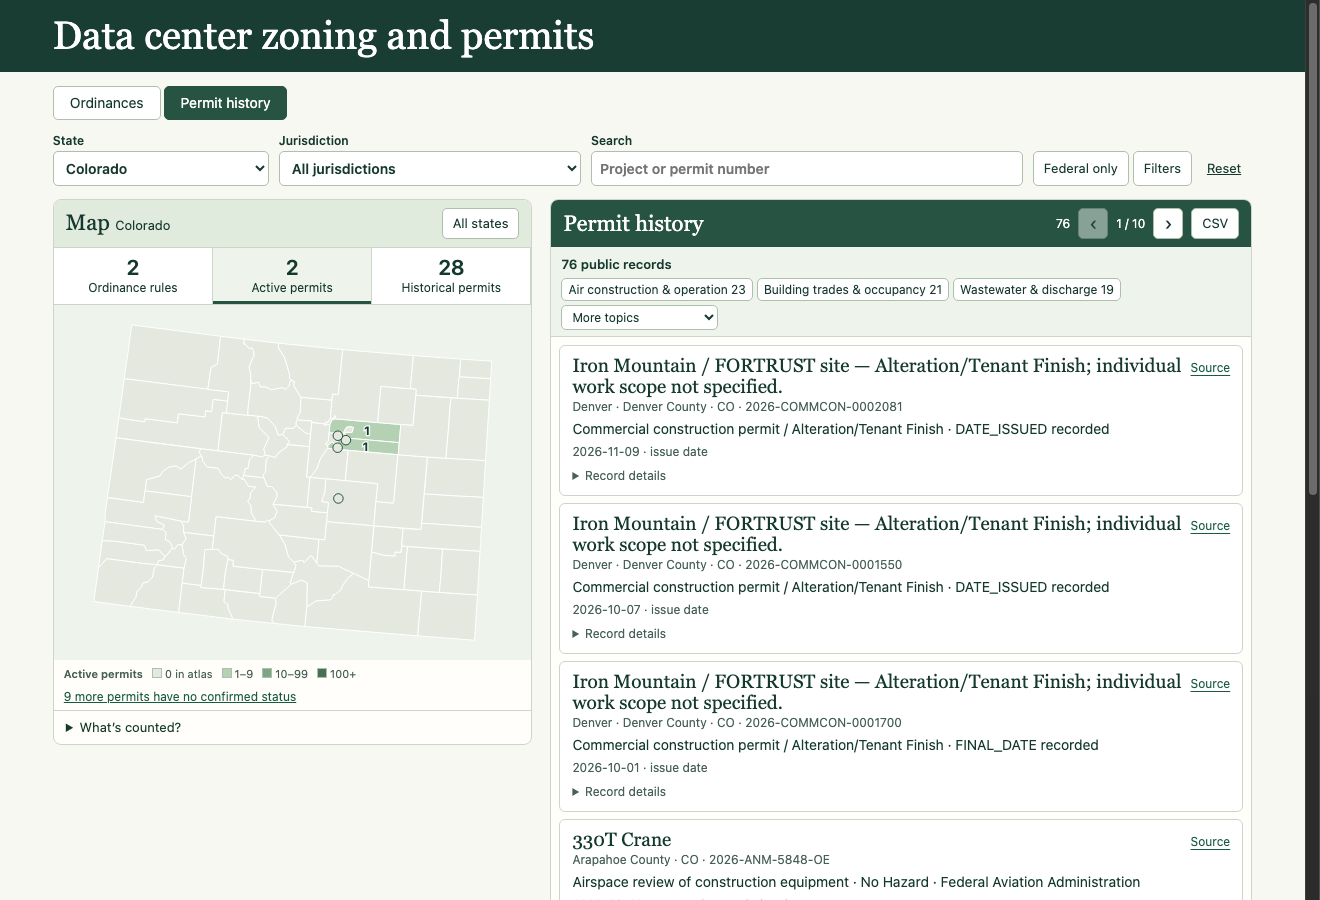 Data center zoning and permits
Ordinances
Permit history
State
Jurisdiction
Search
Colorado
All jurisdictions
Project or permit number
Federal only
Filters
Reset
Map Colorado
All states
2
Ordinance rules
2
Active permits
28
Historical permits
1
1
Active permits 0 in atlas 1–9 10–99 100+
9 more permits have no confirmed status
▶ What's counted?
Permit history
76 ‹ 1 / 10 › CSV
76 public records
Air construction & operation 23
Building trades & occupancy 21
Wastewater & discharge 19
More topics
Iron Mountain / FORTRUST site — Alteration/Tenant Finish; individual
work scope not specified.
Source
Denver · Denver County · CO · 2026-COMMCON-0002081
Commercial construction permit / Alteration/Tenant Finish · DATE_ISSUED recorded
2026-11-09 · issue date
▶ Record details
Iron Mountain / FORTRUST site — Alteration/Tenant Finish; individual
work scope not specified.
Source
Denver · Denver County · CO · 2026-COMMCON-0001550
Commercial construction permit / Alteration/Tenant Finish · DATE_ISSUED recorded
2026-10-07 · issue date
▶ Record details
Iron Mountain / FORTRUST site — Alteration/Tenant Finish; individual
work scope not specified.
Source
Denver · Denver County · CO · 2026-COMMCON-0001700
Commercial construction permit / Alteration/Tenant Finish · FINAL_DATE recorded
2026-10-01 · issue date
▶ Record details
330T Crane
Source
Arapahoe County · CO · 2026-ANM-5848-OE
Airspace review of construction equipment · No Hazard · Federal Aviation Administration